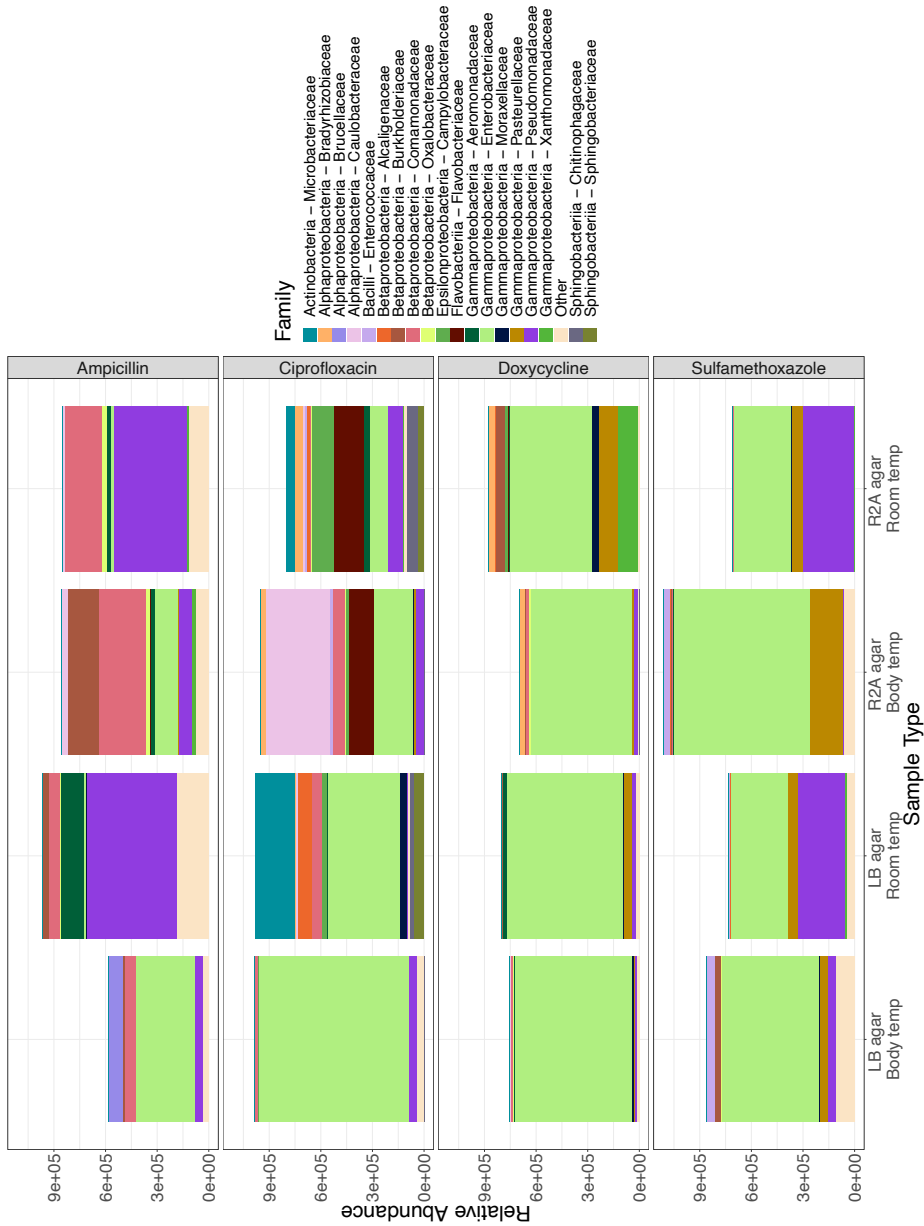 Ampicillin
9e+05
6e+05
3e+05
0e+00
Ciprofloxacin
9e+05
6e+05
3e+05
0e+00
Doxycycline
9e+05
6e+05
3e+05
0e+00
Sulfamethoxazole
9e+05
6e+05
3e+05
0e+00
Relative Abundance
LB agar
Body temp
LB agar
Room temp
R2A agar
Body temp
R2A agar
Room temp
Sample Type
Family
Actinobacteria – Microbacteriaceae
Alphaproteobacteria – Bradyrhizobiaceae
Alphaproteobacteria – Brucellaceae
Alphaproteobacteria – Caulobacteraceae
Bacilli – Enterococcaceae
Betaproteobacteria – Alcaligenaceae
Betaproteobacteria – Burkholderiaceae
Betaproteobacteria – Comamonadaceae
Betaproteobacteria – Oxalobacteraceae
Epsilonproteobacteria – Campylobacteraceae
Flavobacteriia – Flavobacteriaceae
Gammaproteobacteria – Aeromonadaceae
Gammaproteobacteria – Enterobacteriaceae
Gammaproteobacteria – Moraxellaceae
Gammaproteobacteria – Pasteurellaceae
Gammaproteobacteria – Pseudomonadaceae
Gammaproteobacteria – Xanthomonadaceae
Other
Sphingobacteriia – Chitinophagaceae
Sphingobacteriia – Sphingobacteriaceae